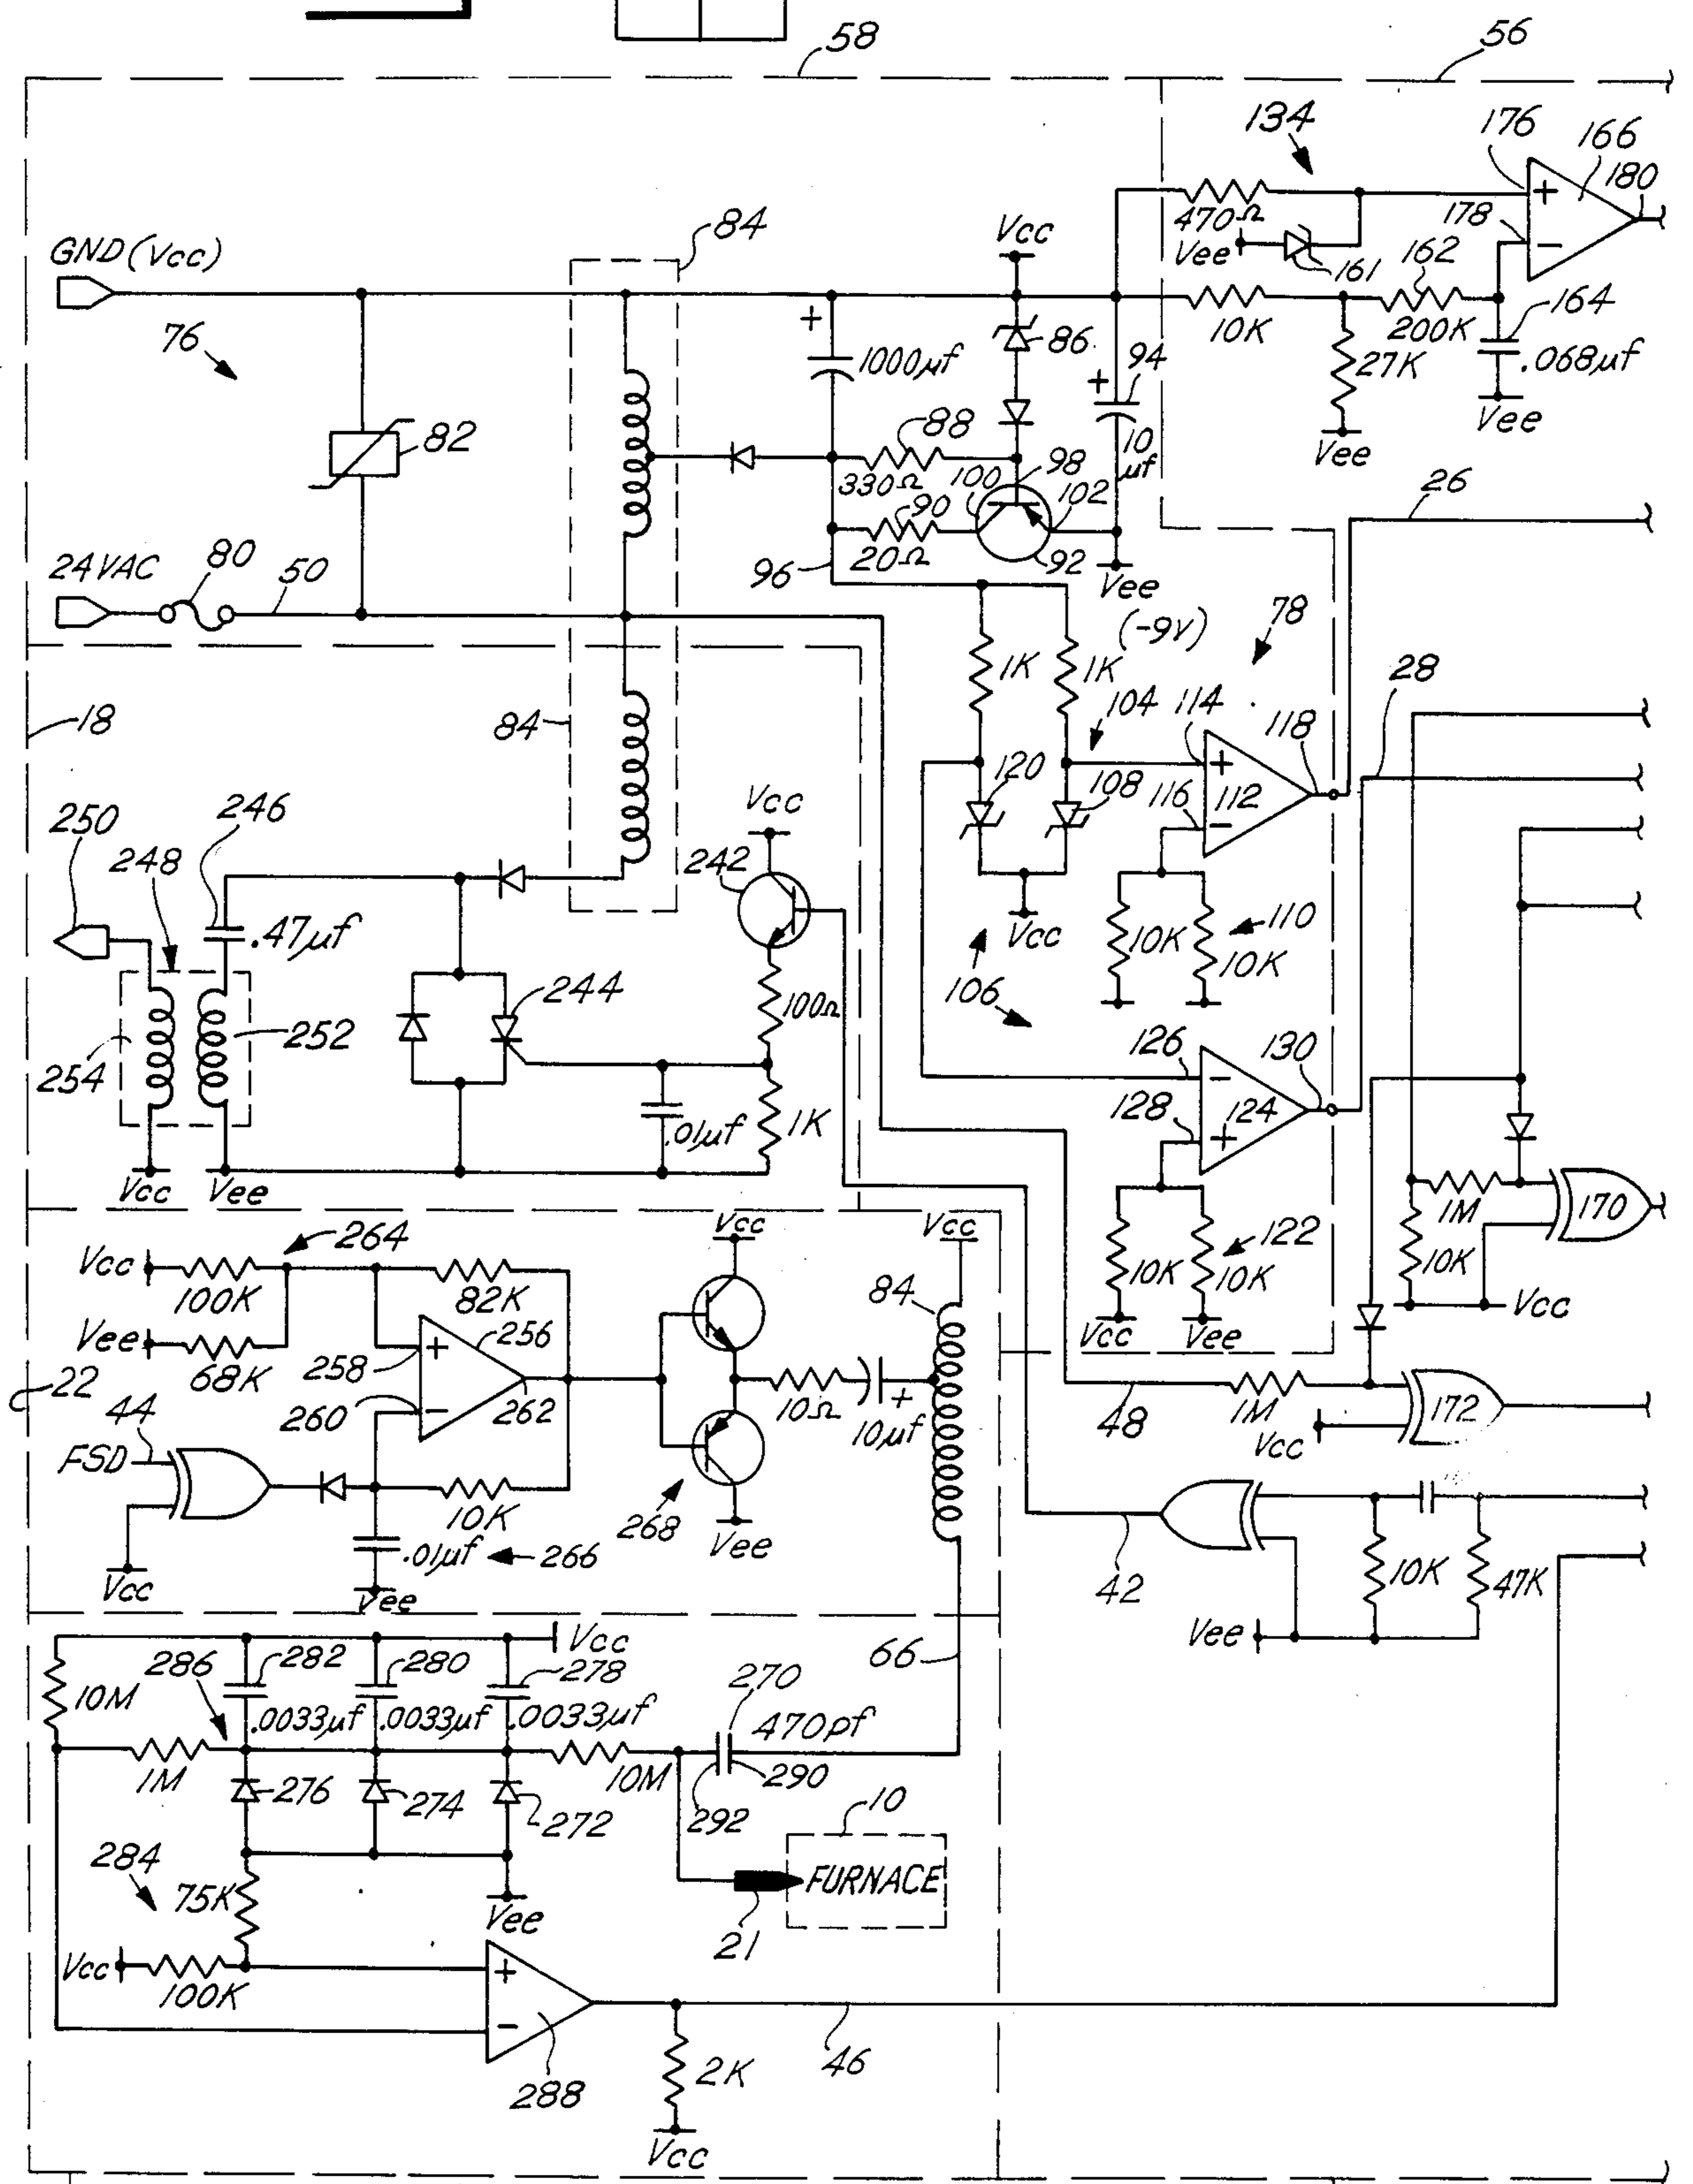 58
56
134
176
166
180
84
Vcc
470Ω
178
GND (Vcc)
Vee
161
162
164
76
+
1000µf
86
94
10K
200K
27K
.068µf
82
88
+
10
µf
Vee
Vee
330Ω
100
98
102
26
24VAC
80
50
90
20Ω
92
96
Vee
(-9V)
78
1K
1K
28
18
84
104
114
118
Vcc
120
108
+
116
112
-
250
246
248
242
.47µf
244
Vcc
10K
110
10K
106
100Ω
252
254
126
-
130
128
124
+
.01µf
1K
Vcc
Vee
170
1M
264
Vcc
Vcc
122
10K
Vcc
100K
82K
84
10K
10K
Vcc
Vee
256
Vcc
Vee
68K
258
+
22
44
260
-
262
10Ω
+
10µf
48
1M
172
Vcc
FSD
10K
268
Vee
.01µf
266
Vcc
Vee
42
10K
47K
Vee
Vcc
286
282
280
278
66
270
10M
.0033µf
.0033µf
.0033µf
470pf
1M
276
274
272
10M
292
290
10
284
75K
FURNACE
Vee
21
Vcc
100K
+
-
288
2K
46
Vcc